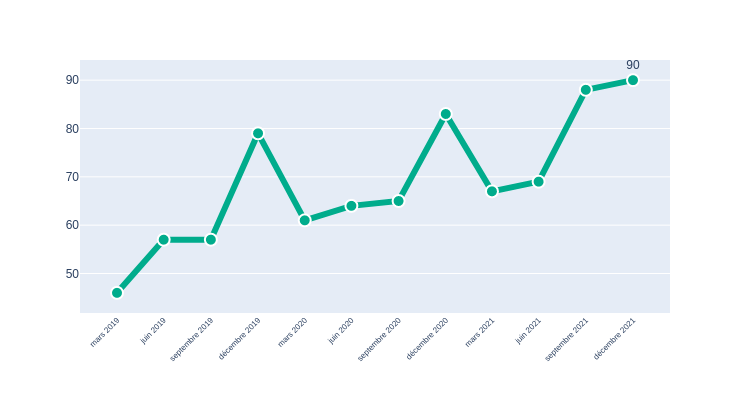 90
90
80
70
60
50
mars 2019
juin 2019
septembre 2019
décembre 2019
mars 2020
juin 2020
septembre 2020
décembre 2020
mars 2021
juin 2021
septembre 2021
décembre 2021